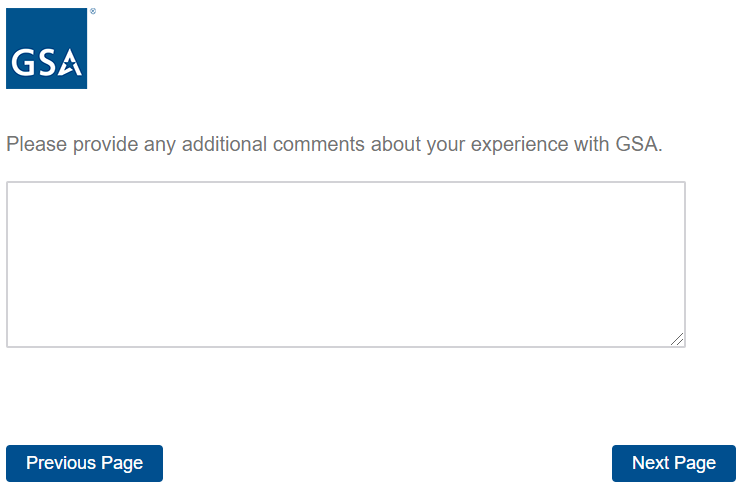 GSA
®
Please provide any additional comments about your experience with GSA.
Previous Page
Next Page